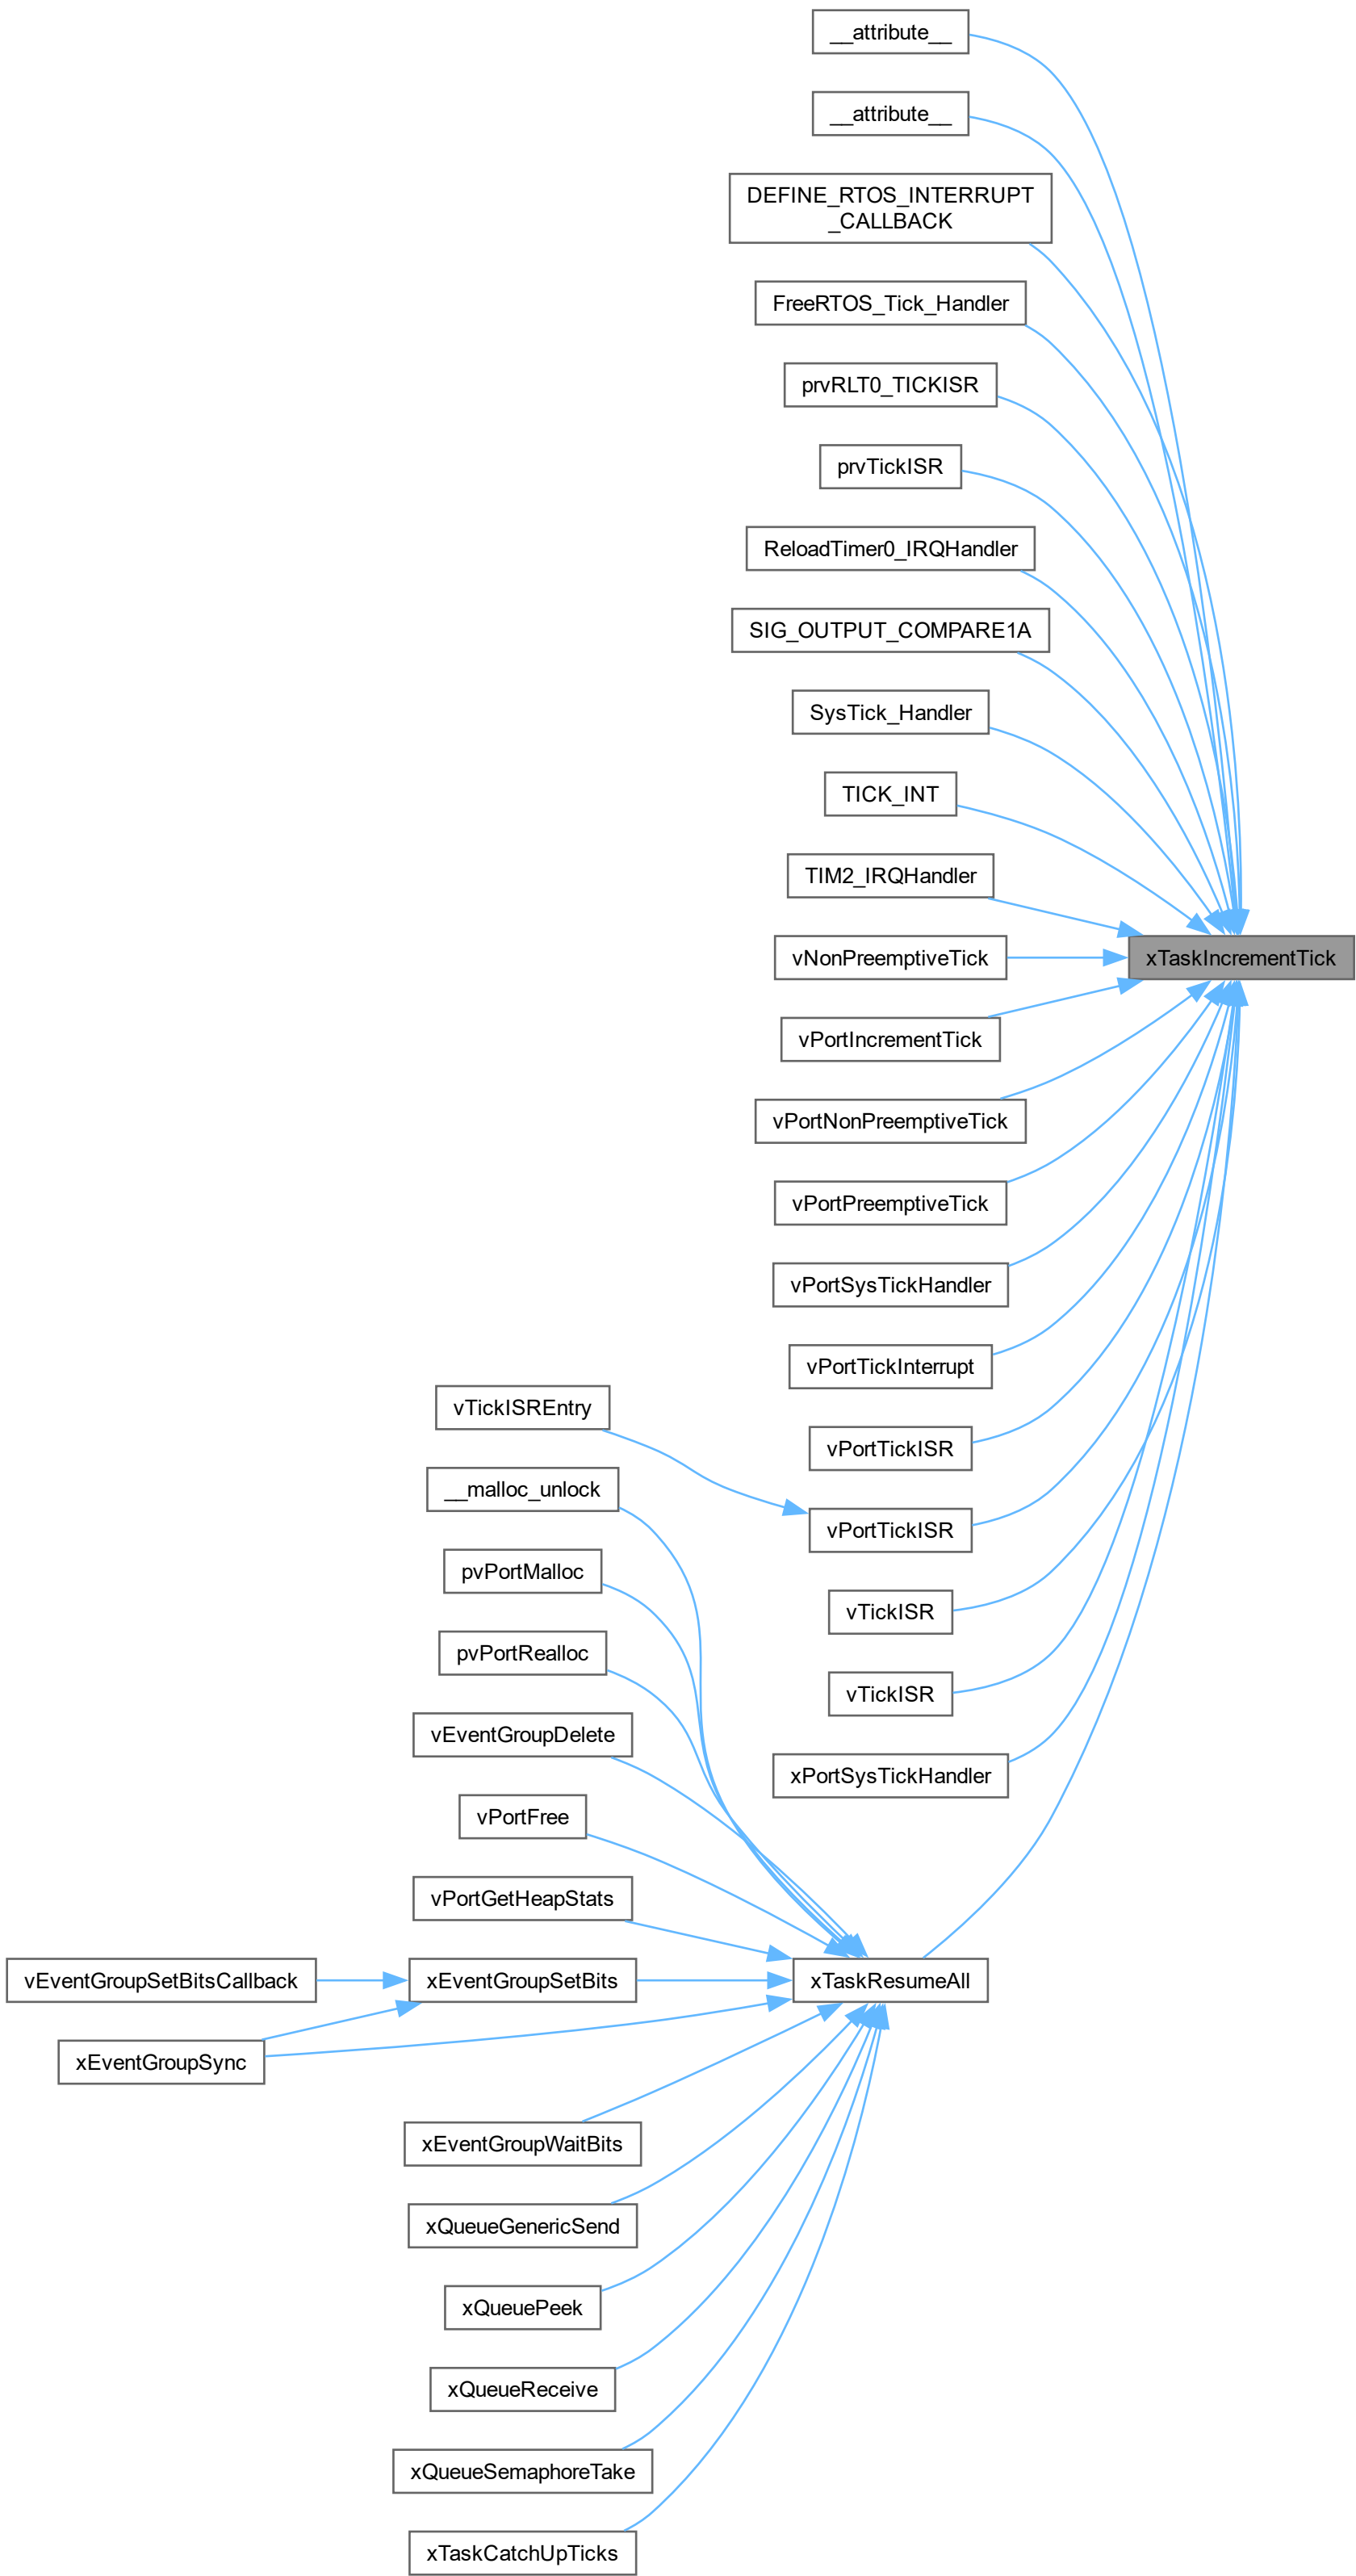 __attribute__
__attribute__
DEFINE_RTOS_INTERRUPT
_CALLBACK
FreeRTOS_Tick_Handler
prvRLT0_TICKISR
prvTickISR
ReloadTimer0_IRQHandler
SIG_OUTPUT_COMPARE1A
SysTick_Handler
TICK_INT
TIM2_IRQHandler
vNonPreemptiveTick
xTaskIncrementTick
vPortIncrementTick
vPortNonPreemptiveTick
vPortPreemptiveTick
vPortSysTickHandler
vPortTickInterrupt
vTickISREntry
vPortTickISR
__malloc_unlock
vPortTickISR
pvPortMalloc
vTickISR
pvPortRealloc
vTickISR
vEventGroupDelete
xPortSysTickHandler
vPortFree
vPortGetHeapStats
vEventGroupSetBitsCallback
xEventGroupSetBits
xTaskResumeAll
xEventGroupSync
xEventGroupWaitBits
xQueueGenericSend
xQueuePeek
xQueueReceive
xQueueSemaphoreTake
xTaskCatchUpTicks